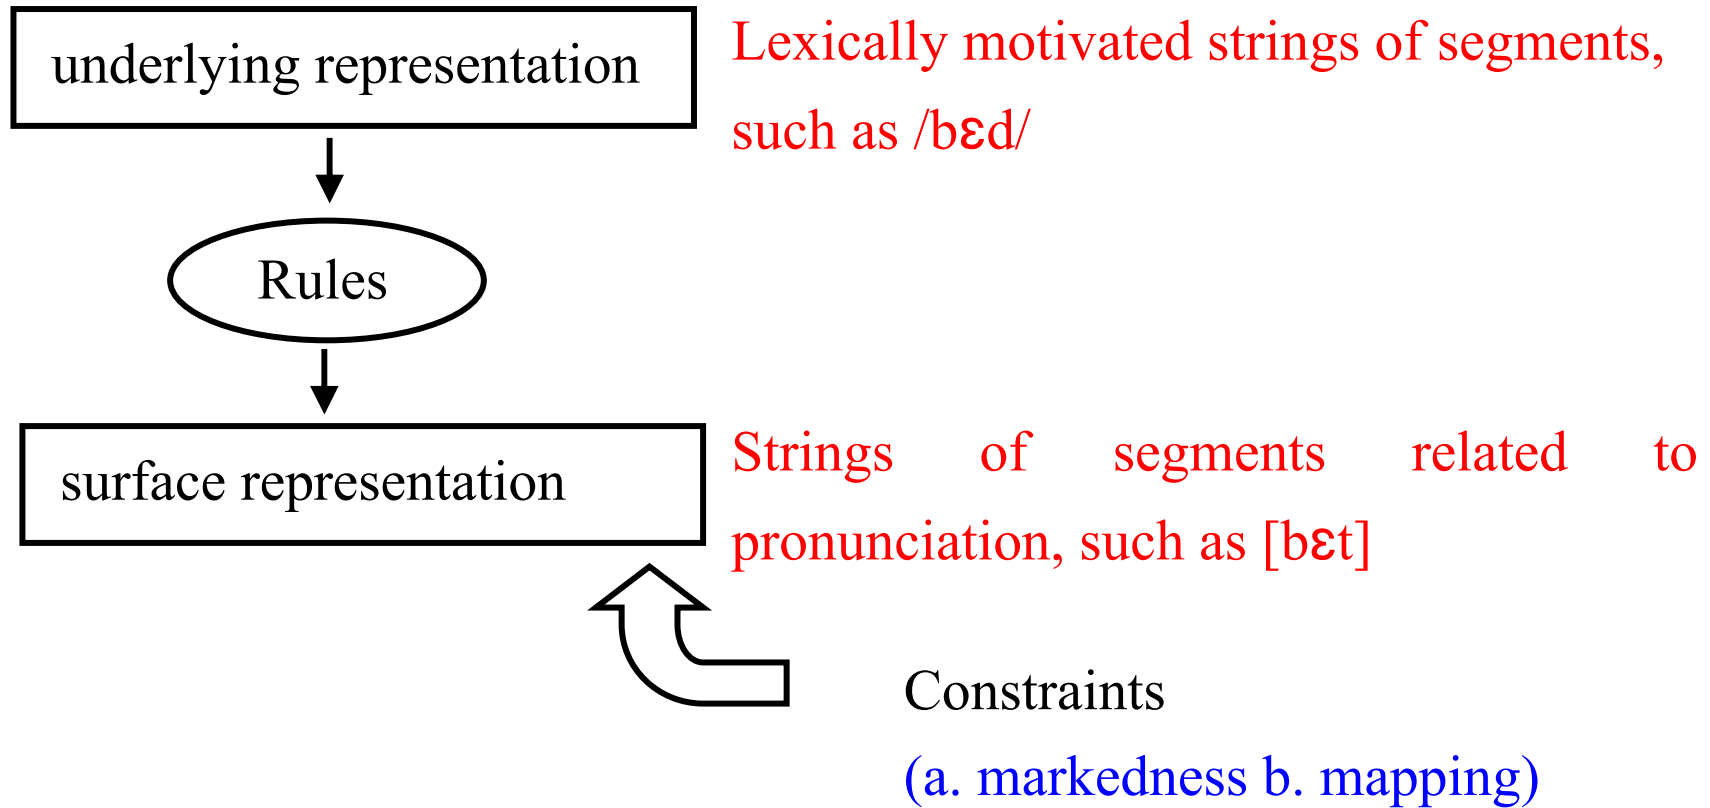 underlying representation
Lexically motivated strings of segments,
such as /bɛd/
Rules
surface representation
Strings of segments related to
pronunciation, such as [bɛt]
Constraints
(a. markedness b. mapping)